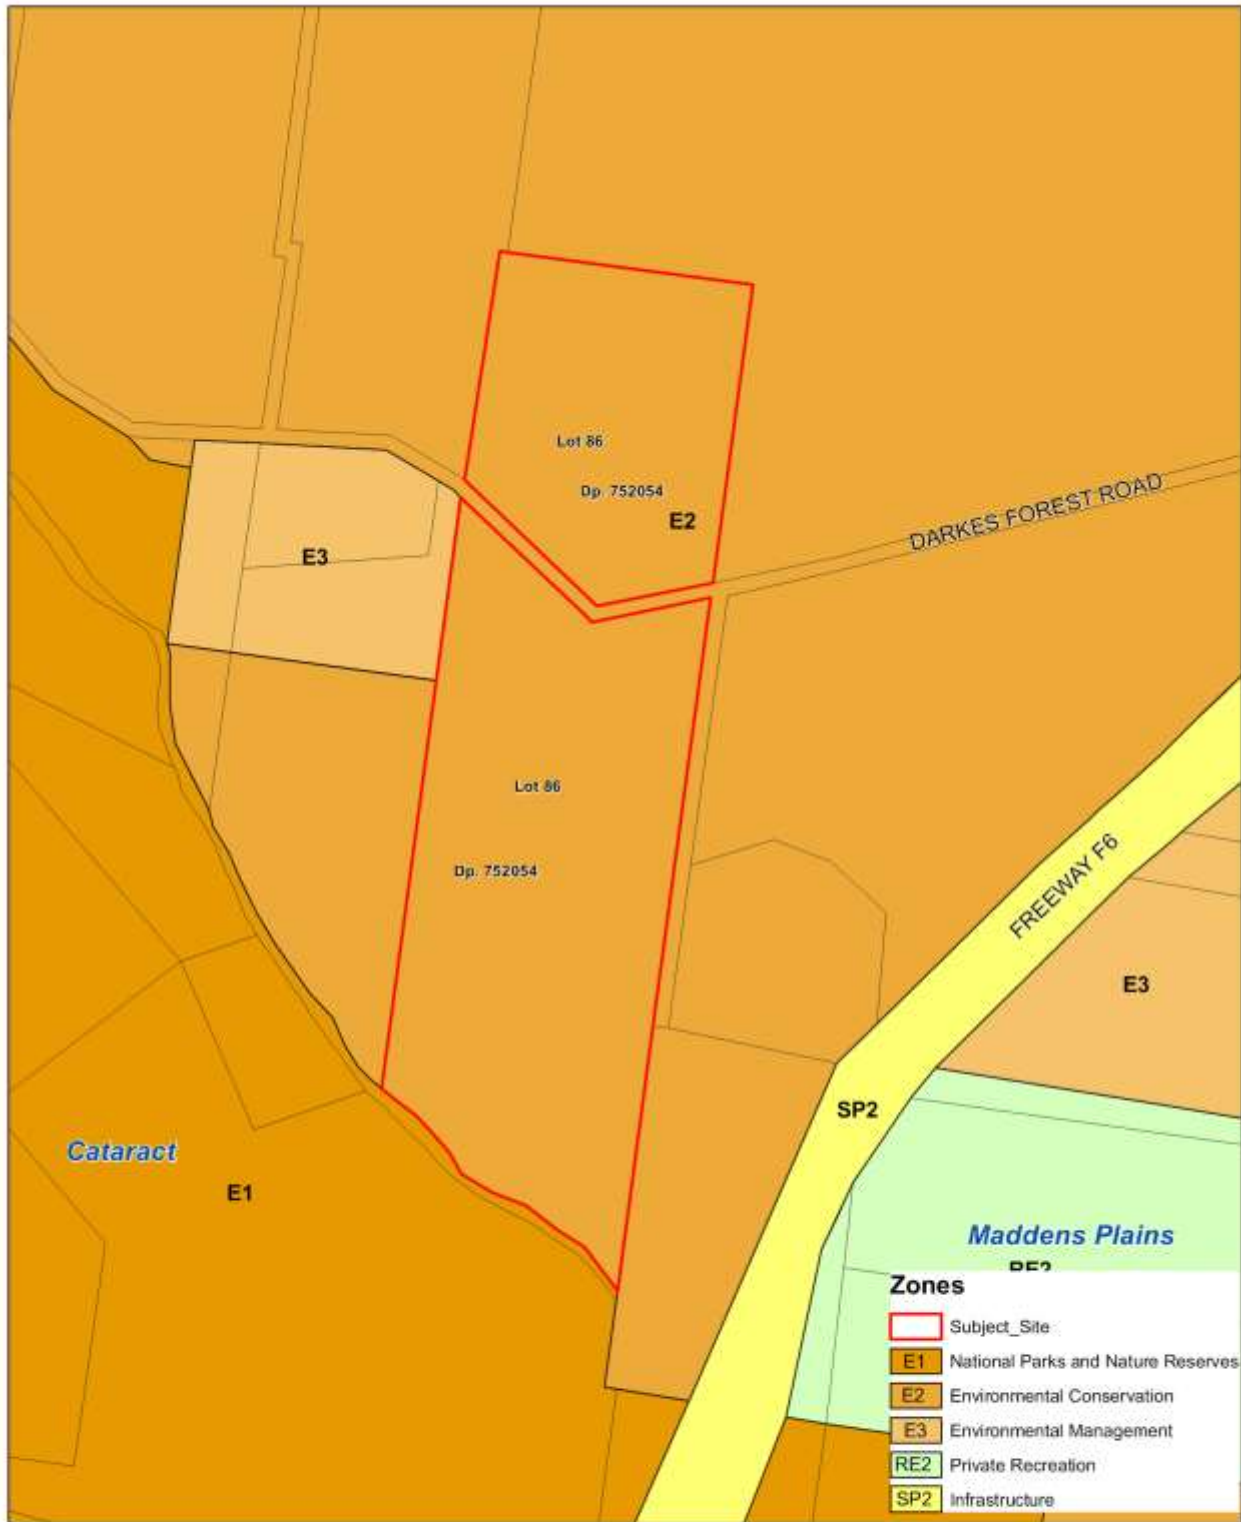 Lot 86
Dp. 752054
E2
DARKES FOREST ROAD
E3
Lot 86
Dp. 752054
FREEWAY F6
E3
SP2
Cataract
E1
Maddens Plains
RE2
Zones
Subject_Site
E1 National Parks and Nature Reserves
E2 Environmental Conservation
E3 Environmental Management
RE2 Private Recreation
SP2 Infrastructure